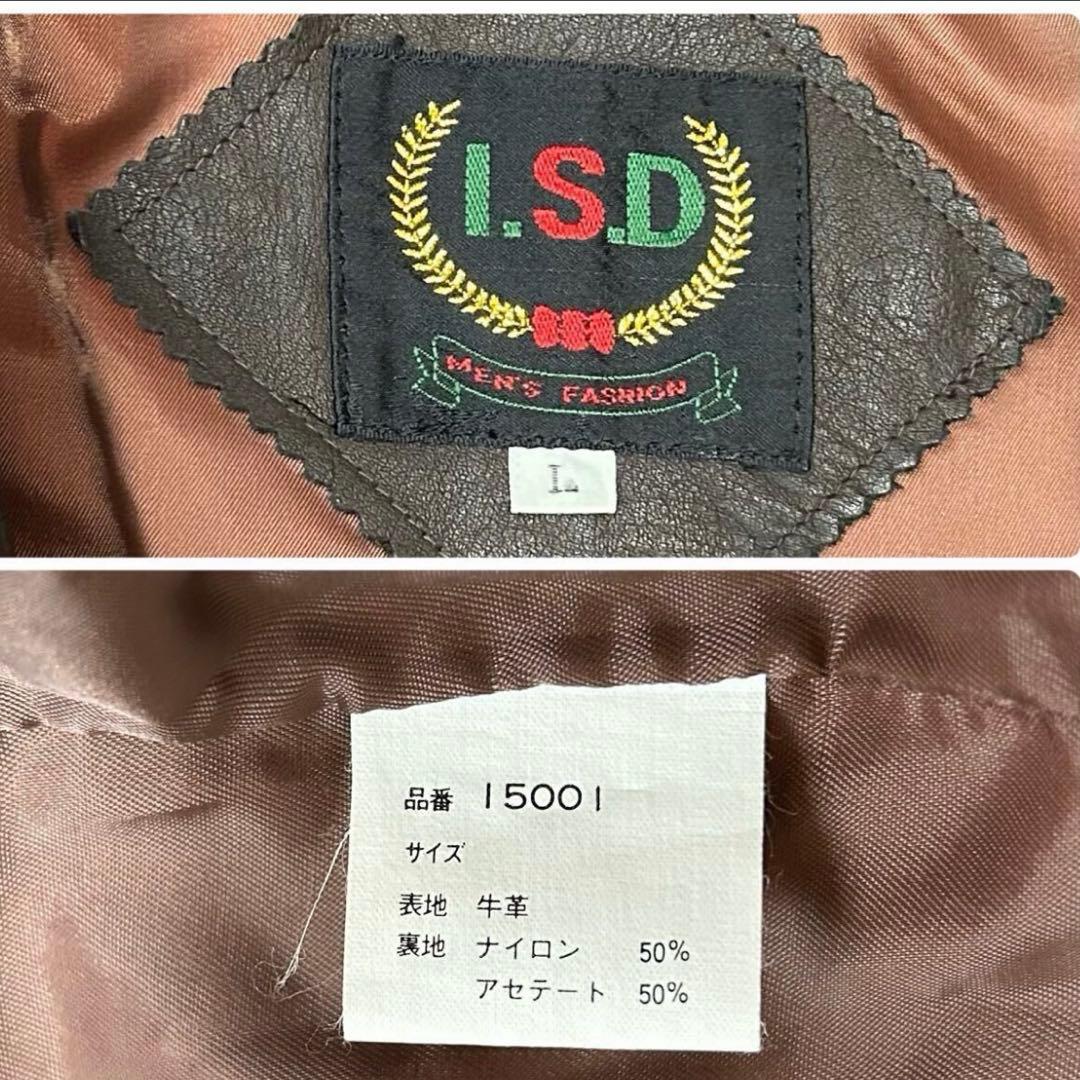 I.S.D
MEN'S FASHION
L
品番 15001
サイズ
表地 牛革
裏地 ナイロン 50%
アセテート 50%